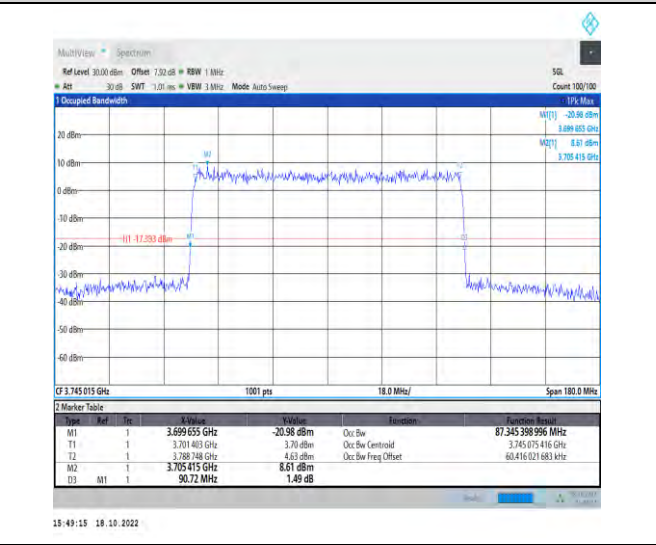 MultiView Spectrum
Ref Level 30.00 dBm Offset 7.92 dB RBW 1 MHz SGL
Att 30 dB SWT 1.01 ms VBW 3 MHz Mode Auto Sweep Count 100/100
1 Occupied Bandwidth 1Pk Max
M1[1] -20.98 dBm
20 dBm
M2[1] 8.61 dBm
3.705 415 GHz
M2
10 dBm
0 dBm
-10 dBm
H1 -17.393 dBm
M1
-20 dBm
-30 dBm
-40 dBm
-50 dBm
-60 dBm
CF 3.745 015 GHz 1001 pts 18.0 MHz/ Span 180.0 MHz
2 Marker Table
Type Ref Trc X-Value Y-Value Function Function Result
M1 1 3.699 655 GHz -20.98 dBm Occ Bw 87.345 398 996 MHz
T1 1 3.701 403 GHz 3.70 dBm Occ Bw Centroid 3.745 075 416 GHz
T2 1 3.788 748 GHz 4.63 dBm Occ Bw Freq Offset 60.416 021 683 kHz
M2 1 3.705 415 GHz 8.61 dBm
D3 M1 1 90.72 MHz 1.49 dB
15:49:15 18.10.2022